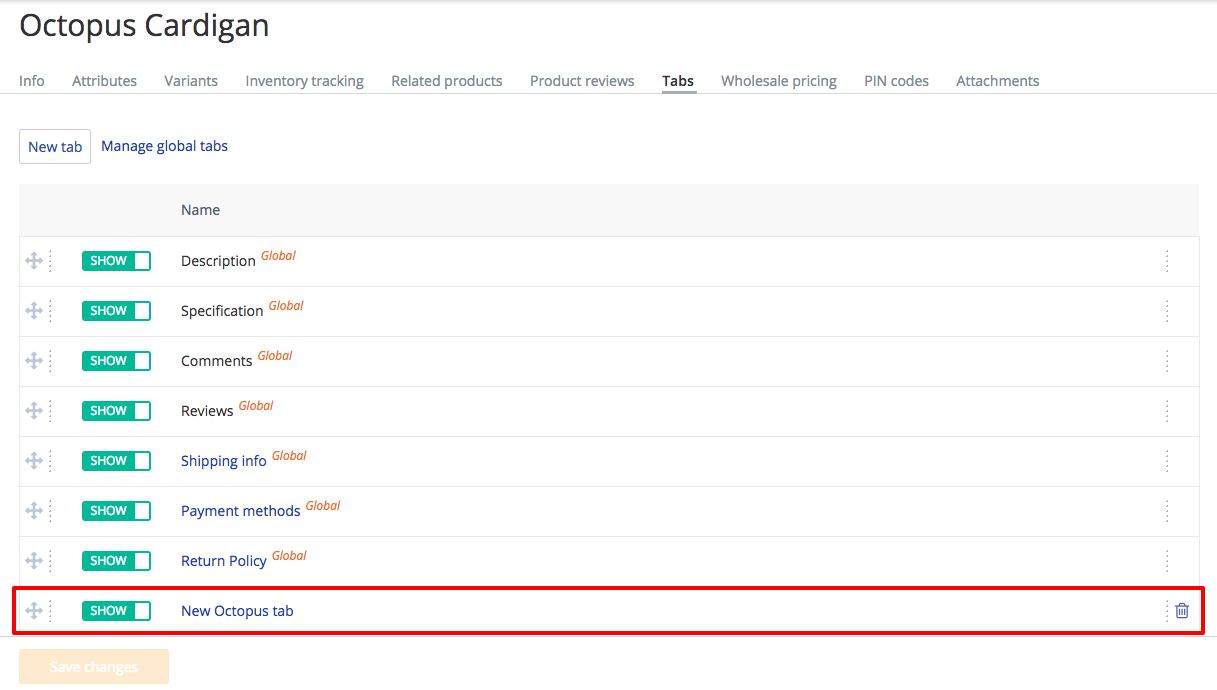 Octopus Cardigan
Info Attributes Variants Inventory tracking Related products Product reviews Tabs Wholesale pricing PIN codes Attachments
New tab Manage global tabs
Name
SHOW Description Global
SHOW Specification Global
SHOW Comments Global
SHOW Reviews Global
SHOW Shipping info Global
SHOW Payment methods Global
SHOW Return Policy Global
SHOW New Octopus tab
Save changes